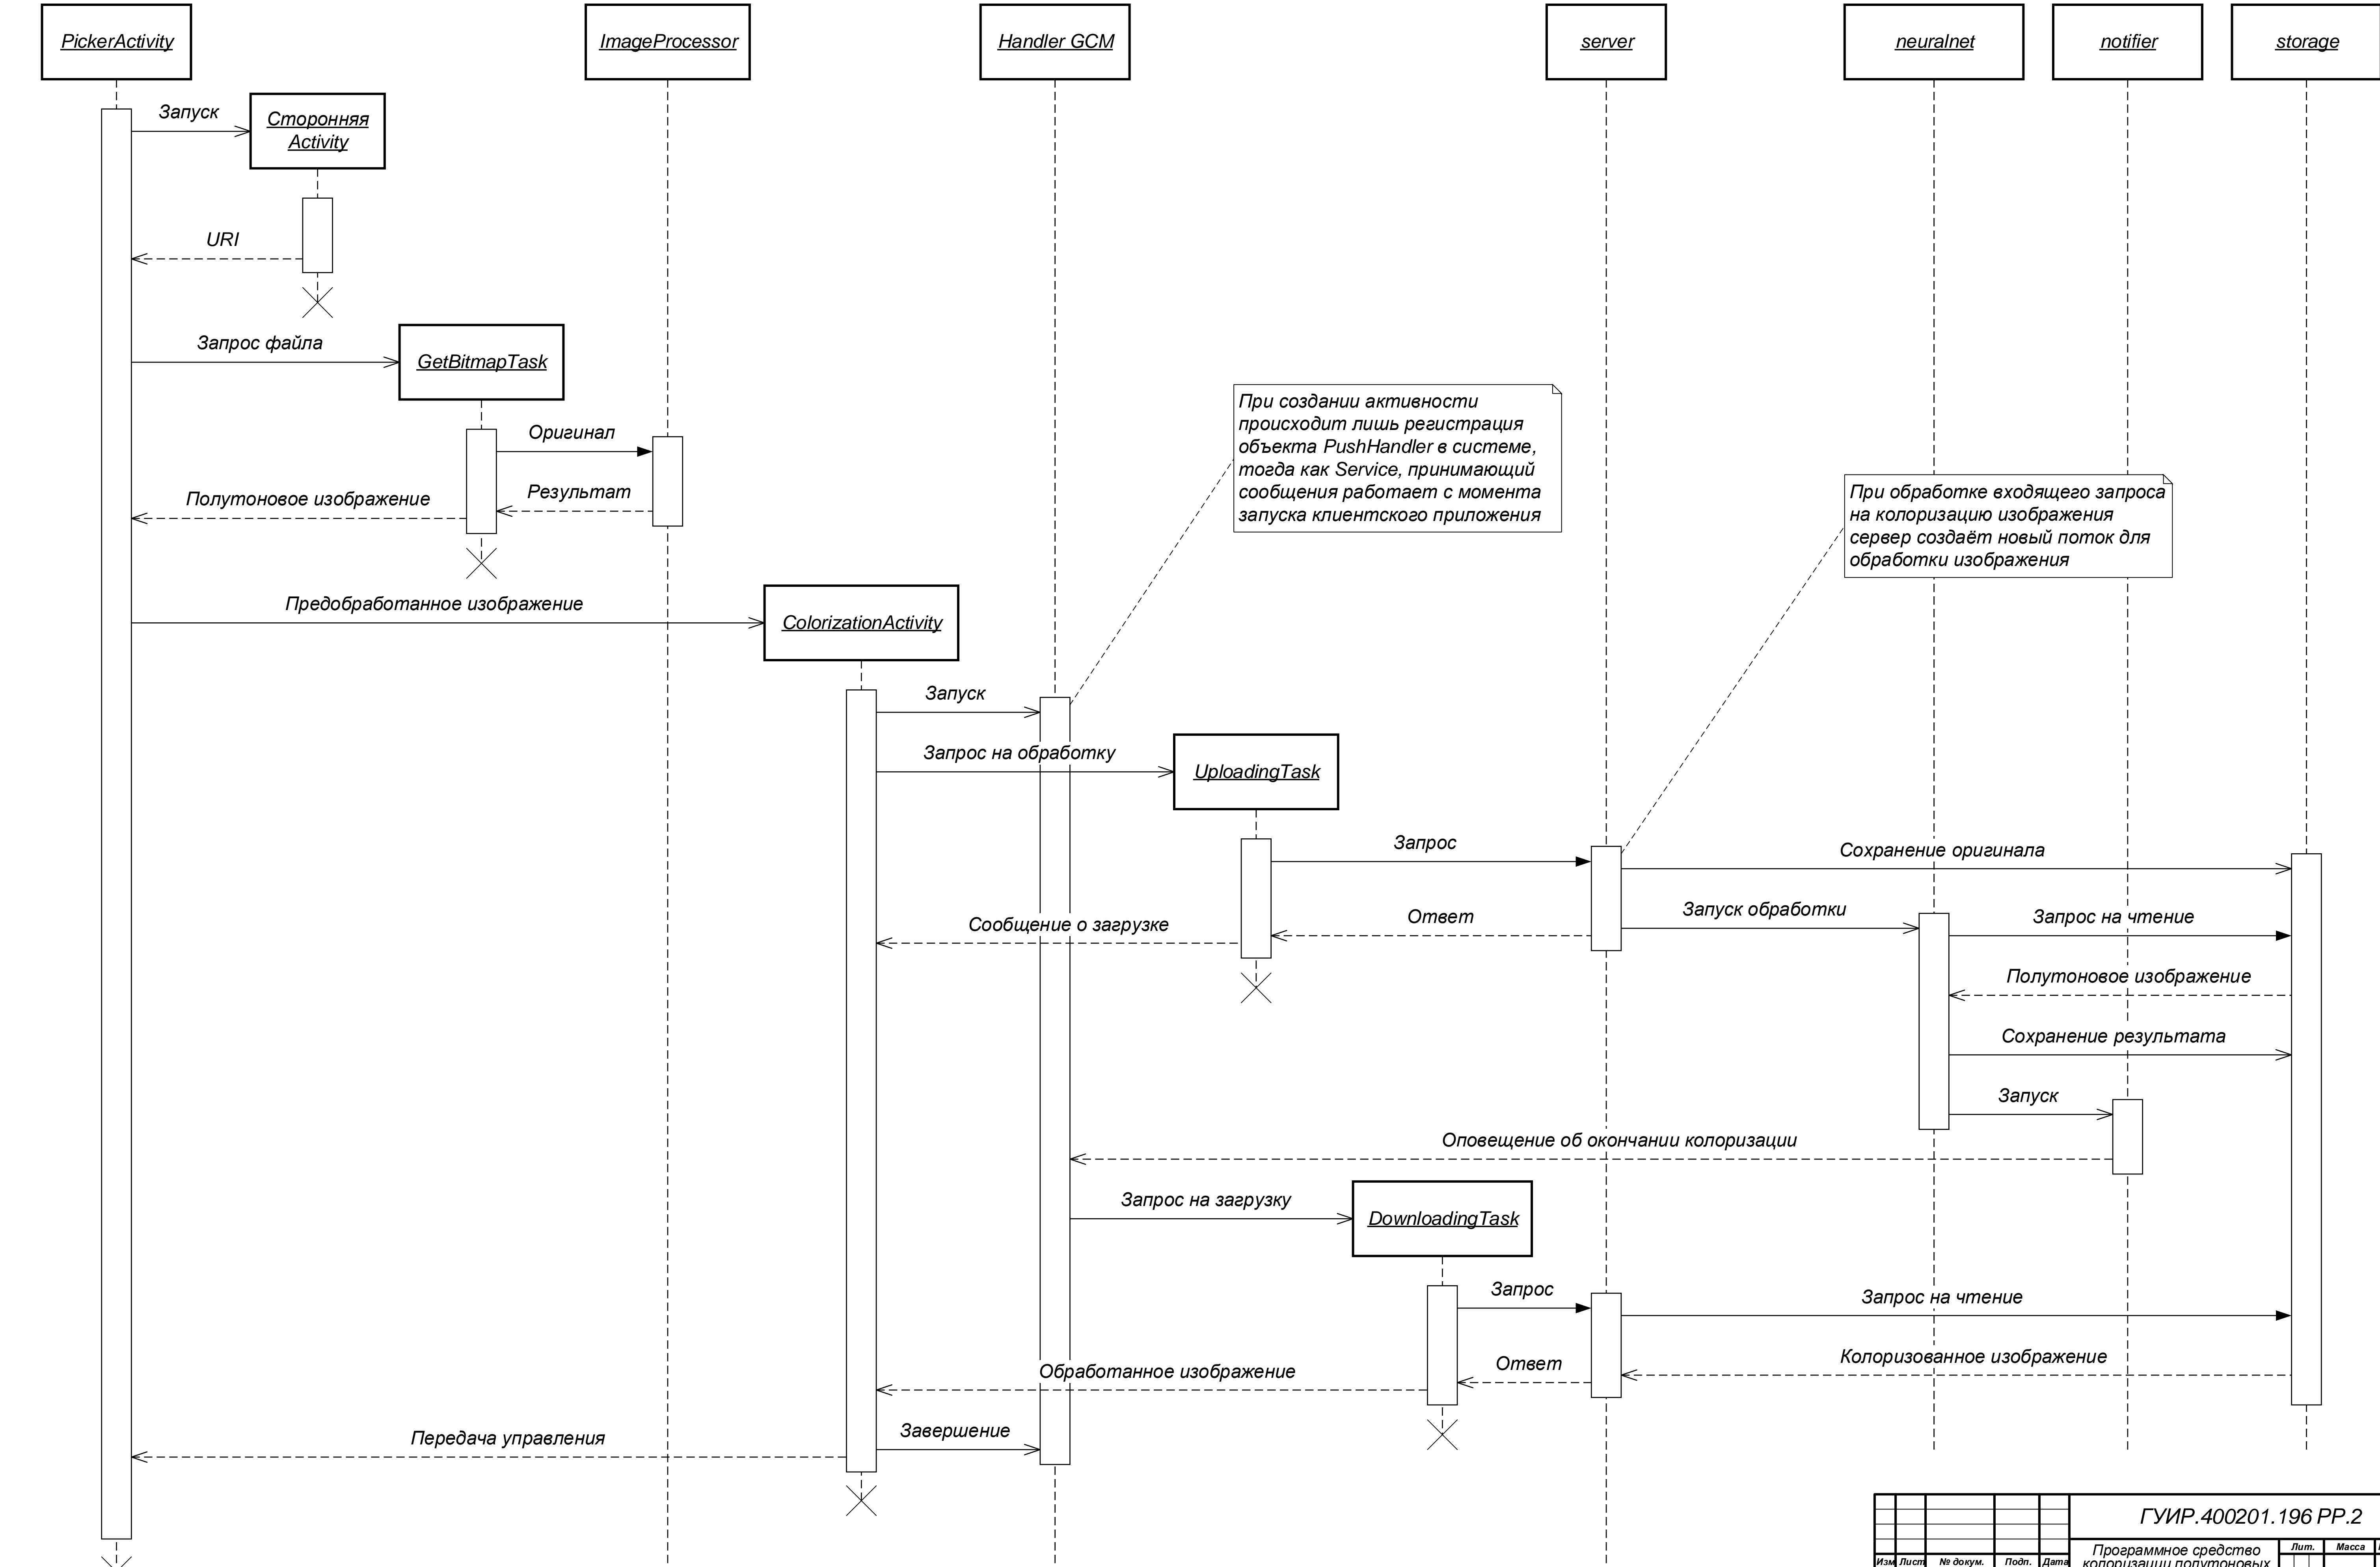 PickerActivity
ImageProcessor
Handler GCM
server
neuralnet
notifier
storage
Запуск
Сторонняя
Activity
URI
Запрос файла
GetBitmapTask
Оригинал
Результат
Полутоновое изображение
При создании активности
происходит лишь регистрация
объекта PushHandler в системе,
тогда как Service, принимающий
сообщения работает с момента
запуска клиентского приложения
При обработке входящего запроса
на колоризацию изображения
сервер создаёт новый поток для
обработки изображения
Предобработанное изображение
ColorizationActivity
Запуск
Запрос на обработку
UploadingTask
Запрос
Сохранение оригинала
Сообщение о загрузке
Ответ
Запуск обработки
Запрос на чтение
Полутоновое изображение
Сохранение результата
Запуск
Оповещение об окончании колоризации
Запрос на загрузку
DownloadingTask
Запрос
Запрос на чтение
Обработанное изображение
Ответ
Колоризованное изображение
Передача управления
Завершение
ГУИР.400201.196 РР.2
Изм Лист № докум. Подп. Дата
Программное средство
колоризации полутоновых
Лит. Масса